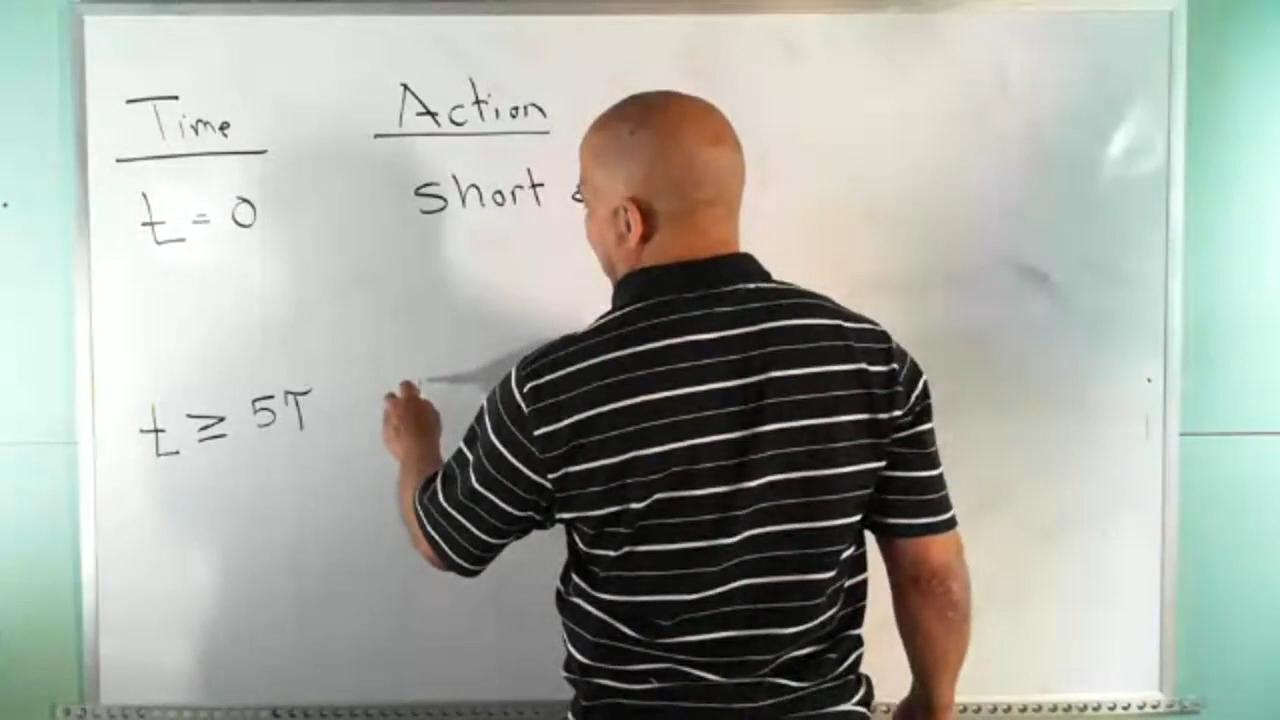 Time
Action
t = 0
short
t ≥ 5T